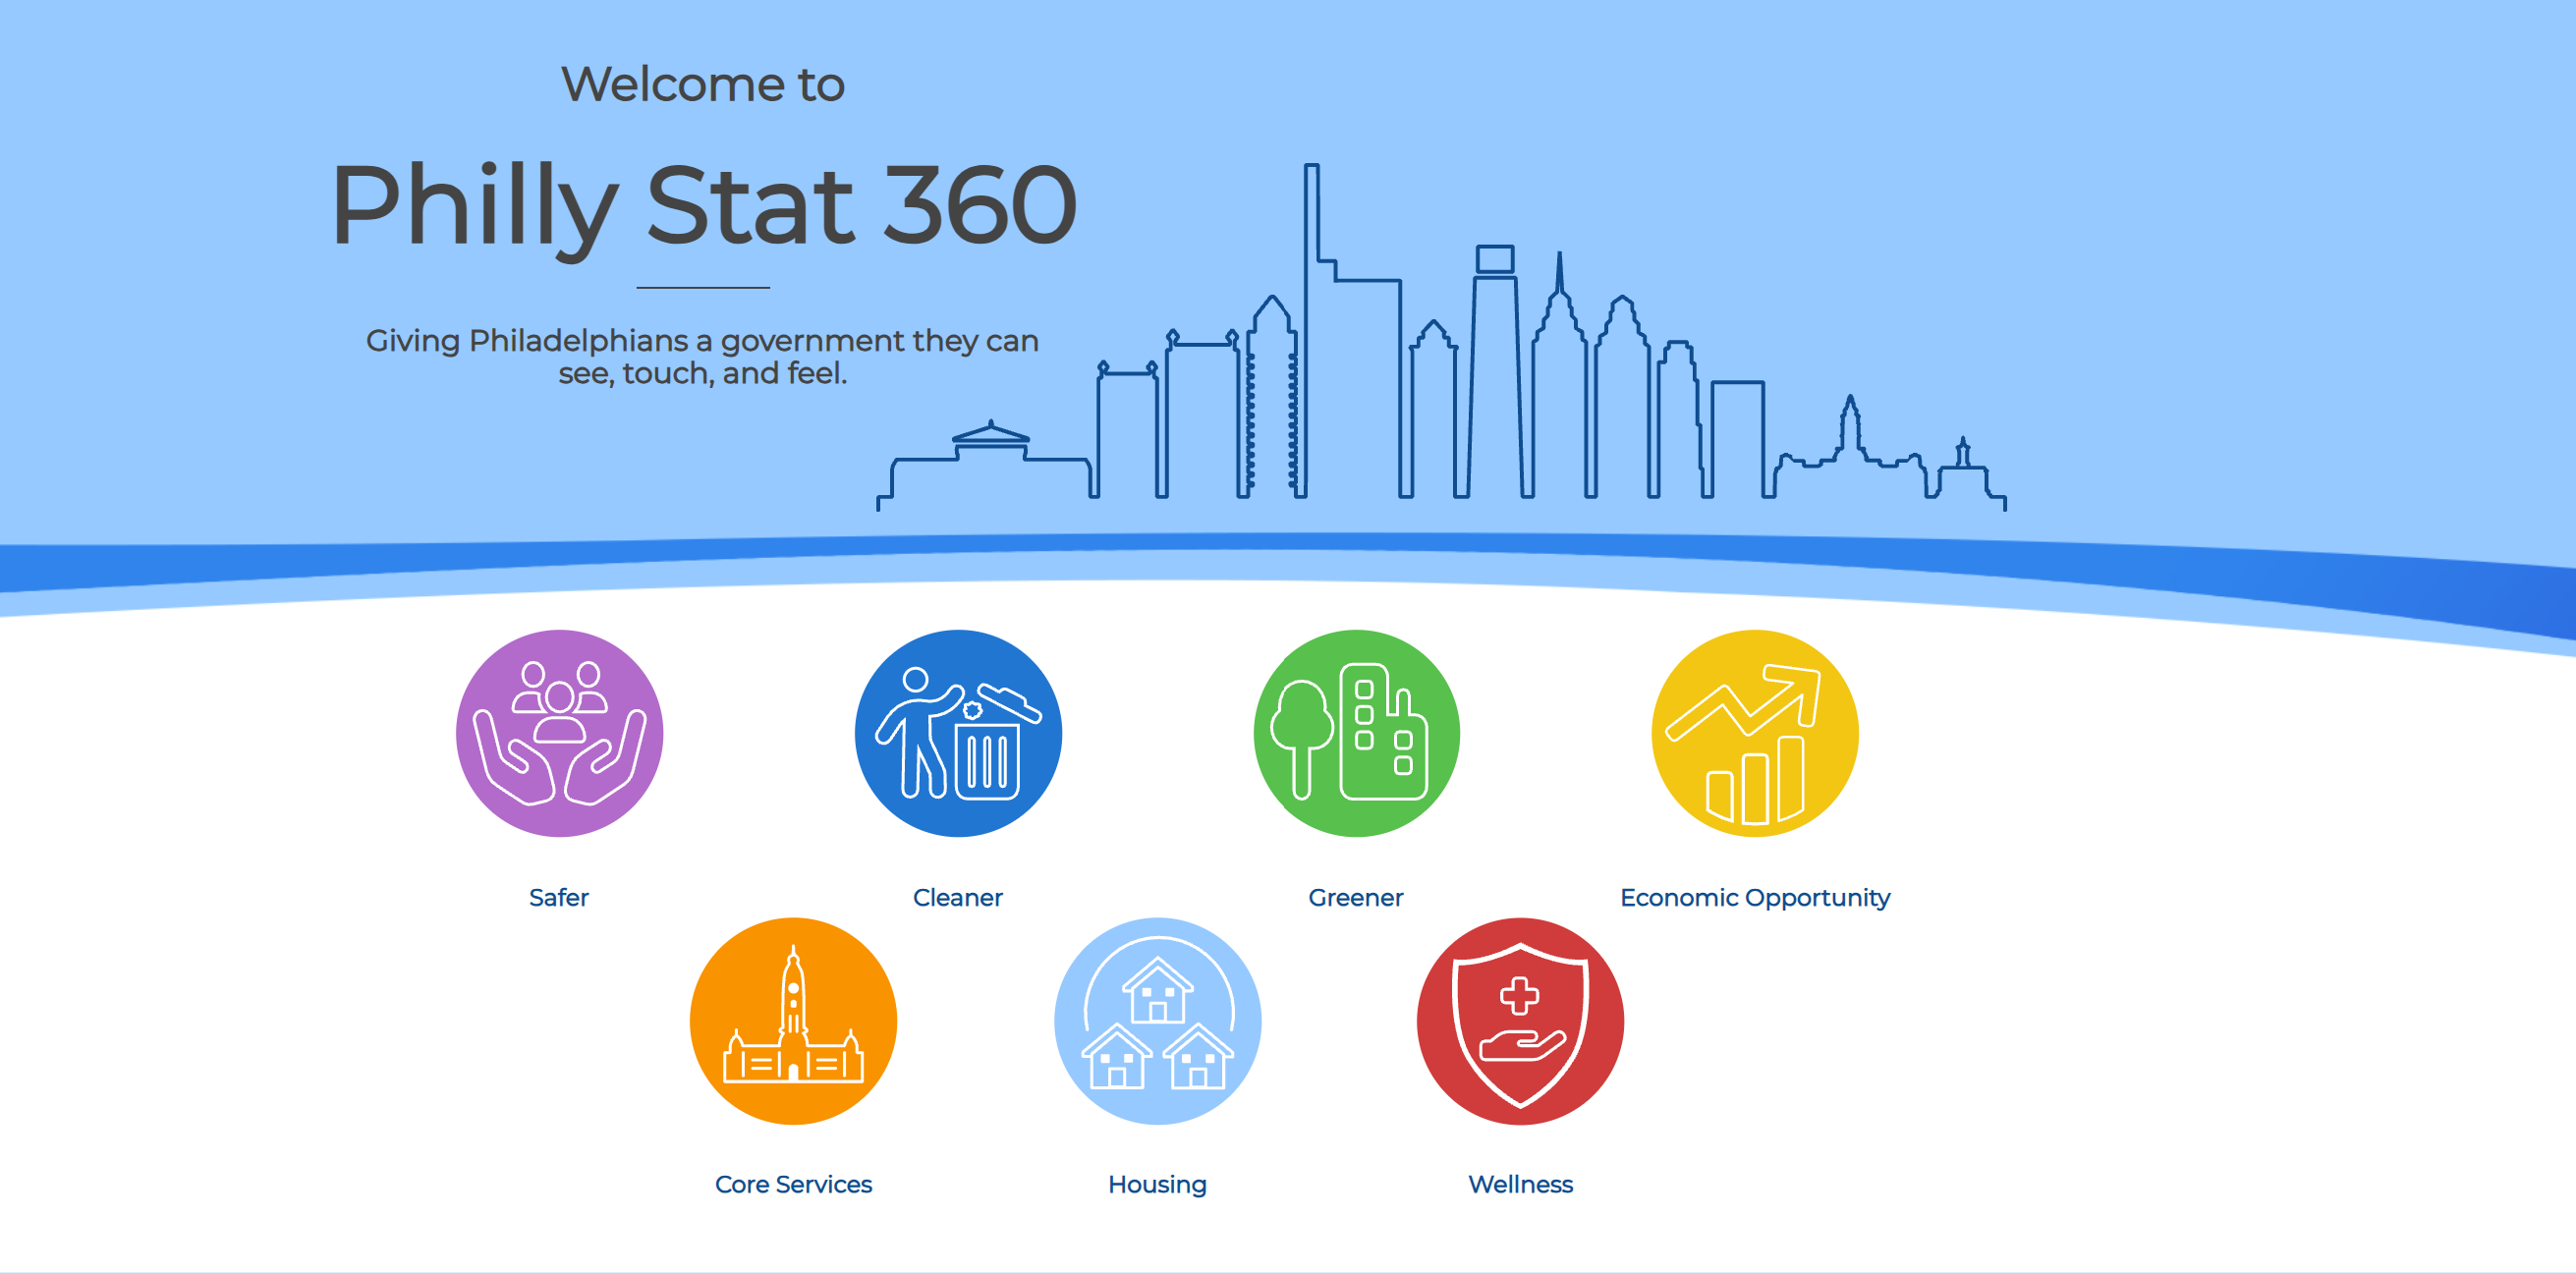 Welcome to
Philly Stat 360
Giving Philadelphians a government they can
see, touch, and feel.
Safer
Cleaner
Greener
Economic Opportunity
Core Services
Housing
Wellness